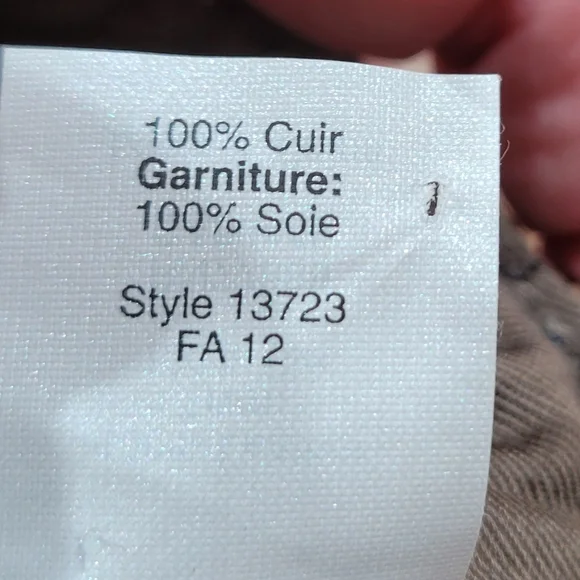 100% Cuir
Garniture:
100% Soie
Style 13723
FA 12